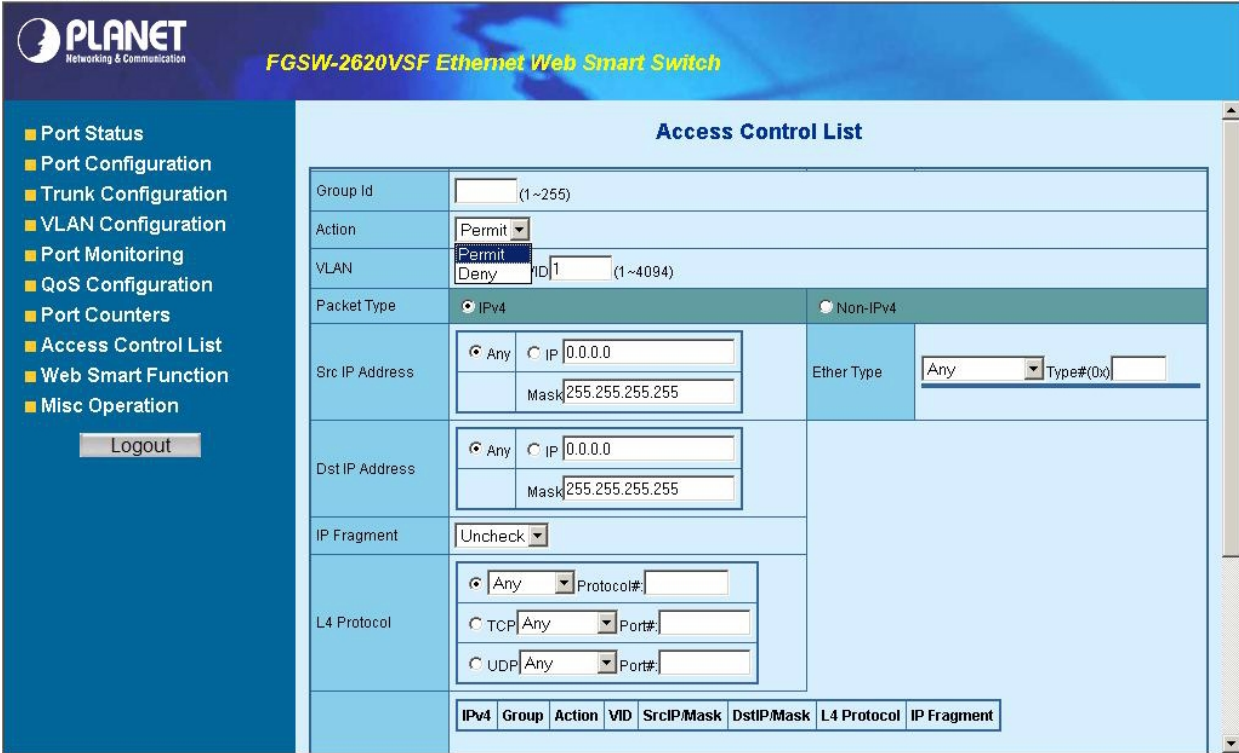 PLANET
Networking & Communication
FGSW-2620VSF Ethernet Web Smart Switch
Port Status
Port Configuration
Trunk Configuration
VLAN Configuration
Port Monitoring
QoS Configuration
Port Counters
Access Control List
Web Smart Function
Misc Operation
Logout
Access Control List
Group Id (1~255)
Action Permit
Permit
Deny
VLAN VID 1 (1~4094)
Packet Type IPv4 Non-IPv4
Src IP Address Any IP 0.0.0.0
Mask 255.255.255.255
Ether Type Any Type#(0x)
Dst IP Address Any IP 0.0.0.0
Mask 255.255.255.255
IP Fragment Uncheck
L4 Protocol Any Protocol#:
TCP Any Port#:
UDP Any Port#:
IPv4 Group Action VID SrcIP/Mask DstIP/Mask L4 Protocol IP Fragment